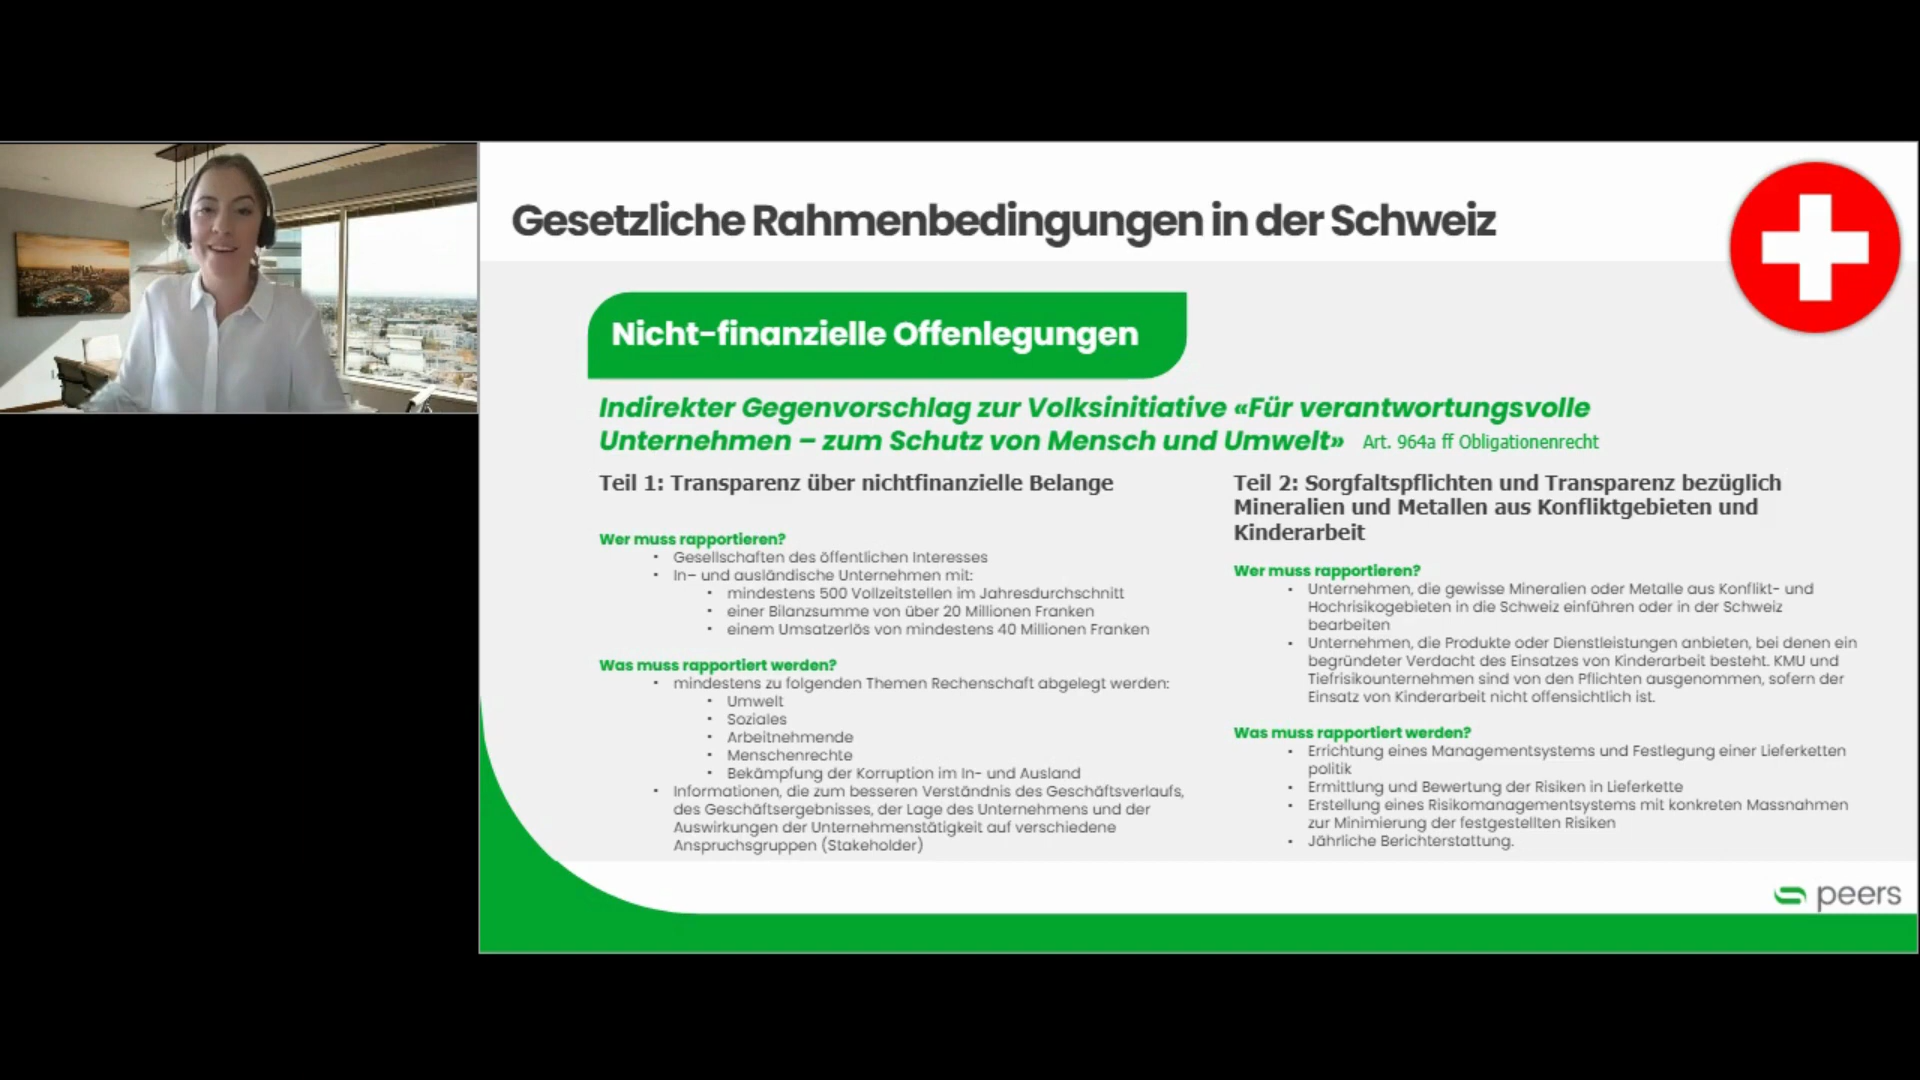 Gesetzliche Rahmenbedingungen in der Schweiz
Nicht-finanzielle Offenlegungen
Indirekter Gegenvorschlag zur Volksinitiative «Für verantwortungsvolle
Unternehmen – zum Schutz von Mensch und Umwelt» Art. 964a ff Obligationenrecht
Teil 1: Transparenz über nichtfinanzielle Belange
Wer muss rapportieren?
• Gesellschaften des öffentlichen Interesses
• In– und ausländische Unternehmen mit:
• mindestens 500 Vollzeitstellen im Jahresdurchschnitt
• einer Bilanzsumme von über 20 Millionen Franken
• einem Umsatzerlös von mindestens 40 Millionen Franken
Was muss rapportiert werden?
• mindestens zu folgenden Themen Rechenschaft abgelegt werden:
• Umwelt
• Soziales
• Arbeitnehmende
• Menschenrechte
• Bekämpfung der Korruption im In- und Ausland
• Informationen, die zum besseren Verständnis des Geschäftsverlaufs,
des Geschäftsergebnisses, der Lage des Unternehmens und der
Auswirkungen der Unternehmenstätigkeit auf verschiedene
Anspruchsgruppen (Stakeholder)
Teil 2: Sorgfaltspflichten und Transparenz bezüglich
Mineralien und Metallen aus Konfliktgebieten und
Kinderarbeit
Wer muss rapportieren?
• Unternehmen, die gewisse Mineralien oder Metalle aus Konflikt- und
Hochrisikogebieten in die Schweiz einführen oder in der Schweiz
bearbeiten
• Unternehmen, die Produkte oder Dienstleistungen anbieten, bei denen ein
begründeter Verdacht des Einsatzes von Kinderarbeit besteht. KMU und
Tiefrisikounternehmen sind von den Pflichten ausgenommen, sofern der
Einsatz von Kinderarbeit nicht offensichtlich ist.
Was muss rapportiert werden?
• Errichtung eines Managementsystems und Festlegung einer Lieferketten
politik
• Ermittlung und Bewertung der Risiken in Lieferkette
• Erstellung eines Risikomanagementsystems mit konkreten Massnahmen
zur Minimierung der festgestellten Risiken
• Jährliche Berichterstattung.
peers